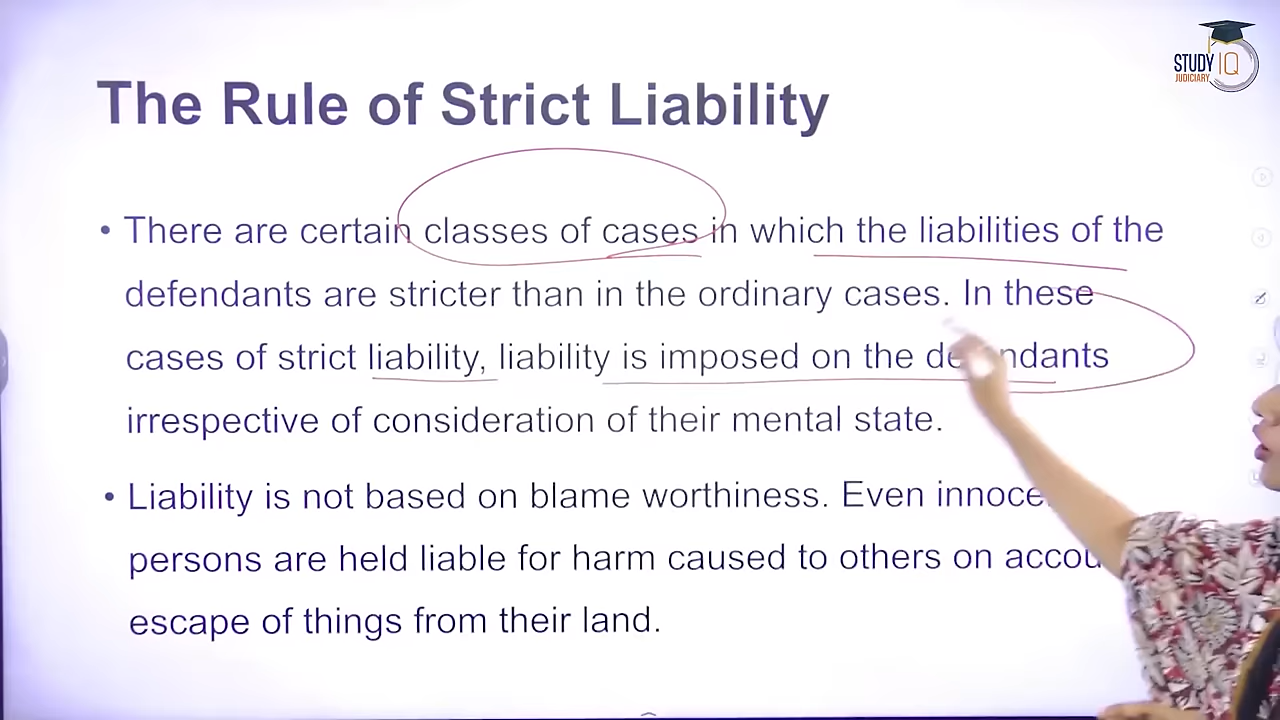 STUDY IQ
JUDICIARY
The Rule of Strict Liability
• There are certain classes of cases in which the liabilities of the
defendants are stricter than in the ordinary cases. In these
cases of strict liability, liability is imposed on the defendants
irrespective of consideration of their mental state.
• Liability is not based on blame worthiness. Even
persons are held liable for harm caused to others on
escape of things from their land.